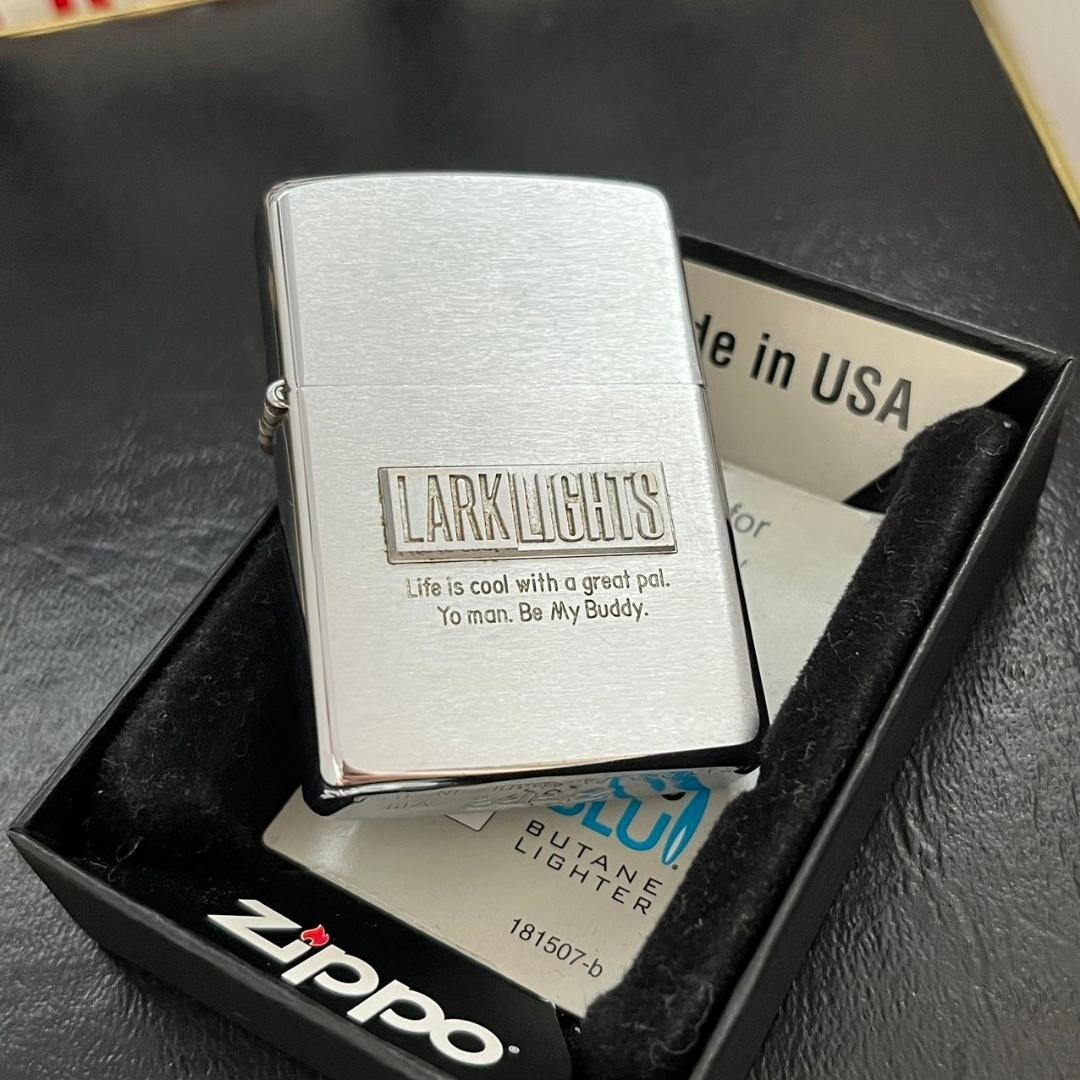 LARK LIGHTS
Life is cool with a great pal.
Yo man. Be My Buddy.
in USA
for
BLU
BUTANE
LIGHTER
181507-b
Zippo